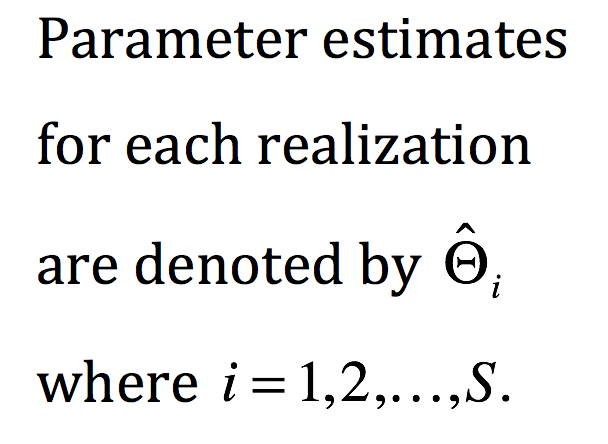 Parameter estimates
for each realization
are denoted by Θ̂ᵢ
where i = 1,2,...,S.